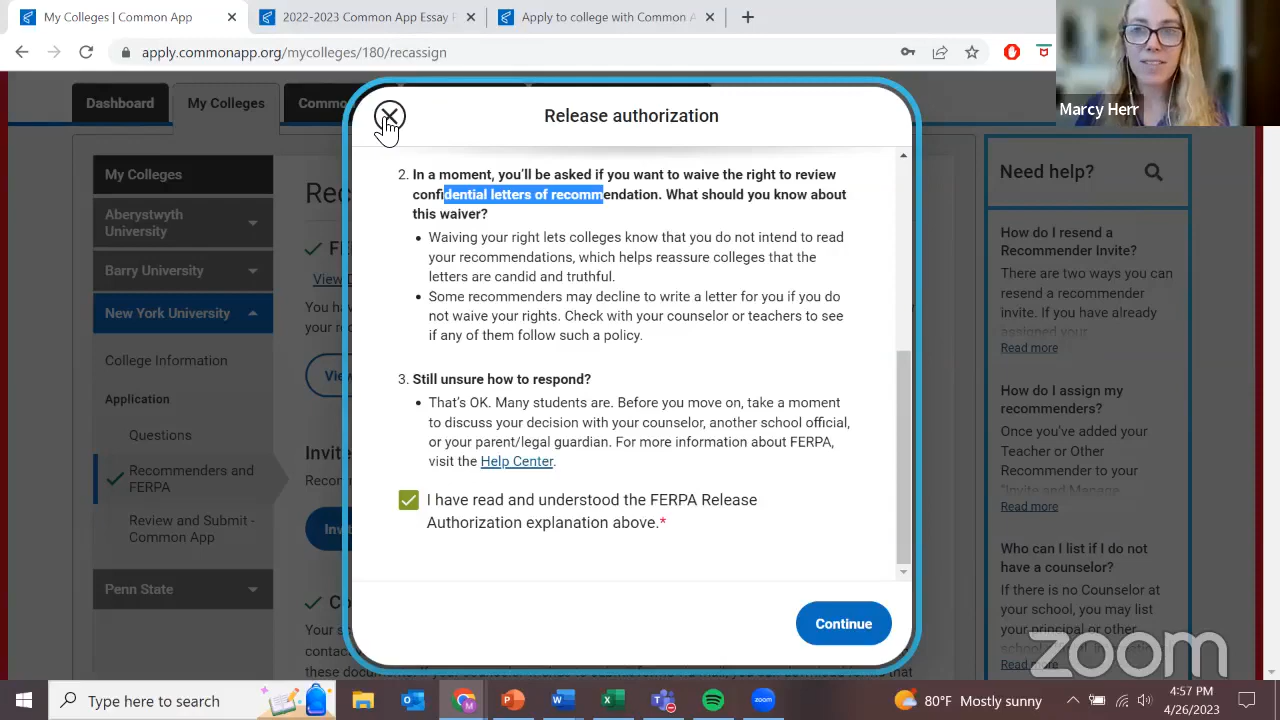 My Colleges | Common App
2022-2023 Common App Essay
Apply to college with Common A
apply.commonapp.org/mycolleges/180/recassign
Marcy Herr
Dashboard
My Colleges
Release authorization
My Colleges
Aberystwyth
University
Barry University
New York University
College Information
Application
Questions
Recommenders and
FERPA
Review and Submit -
Common App
Penn State
2. In a moment, you'll be asked if you want to waive the right to review
confidential letters of recommendation. What should you know about
this waiver?
• Waiving your right lets colleges know that you do not intend to read
your recommendations, which helps reassure colleges that the
letters are candid and truthful.
• Some recommenders may decline to write a letter for you if you do
not waive your rights. Check with your counselor or teachers to see
if any of them follow such a policy.
3. Still unsure how to respond?
• That's OK. Many students are. Before you move on, take a moment
to discuss your decision with your counselor, another school official,
or your parent/legal guardian. For more information about FERPA,
visit the Help Center.
I have read and understood the FERPA Release
Authorization explanation above.*
Continue
Need help?
How do I resend a
Recommender Invite?
There are two ways you can
resend a recommender
invite. If you have already
assigned your
Read more
How do I assign my
recommenders?
Once you've added your
Teacher or Other
Recommender to your
"Invite and Manage
Read more
Who can I list if I do not
have a counselor?
If there is no Counselor at
your school, you may list
your principal or other
Read more
zoom
Type here to search
zoom
80°F Mostly sunny
4:57 PM
4/26/2023